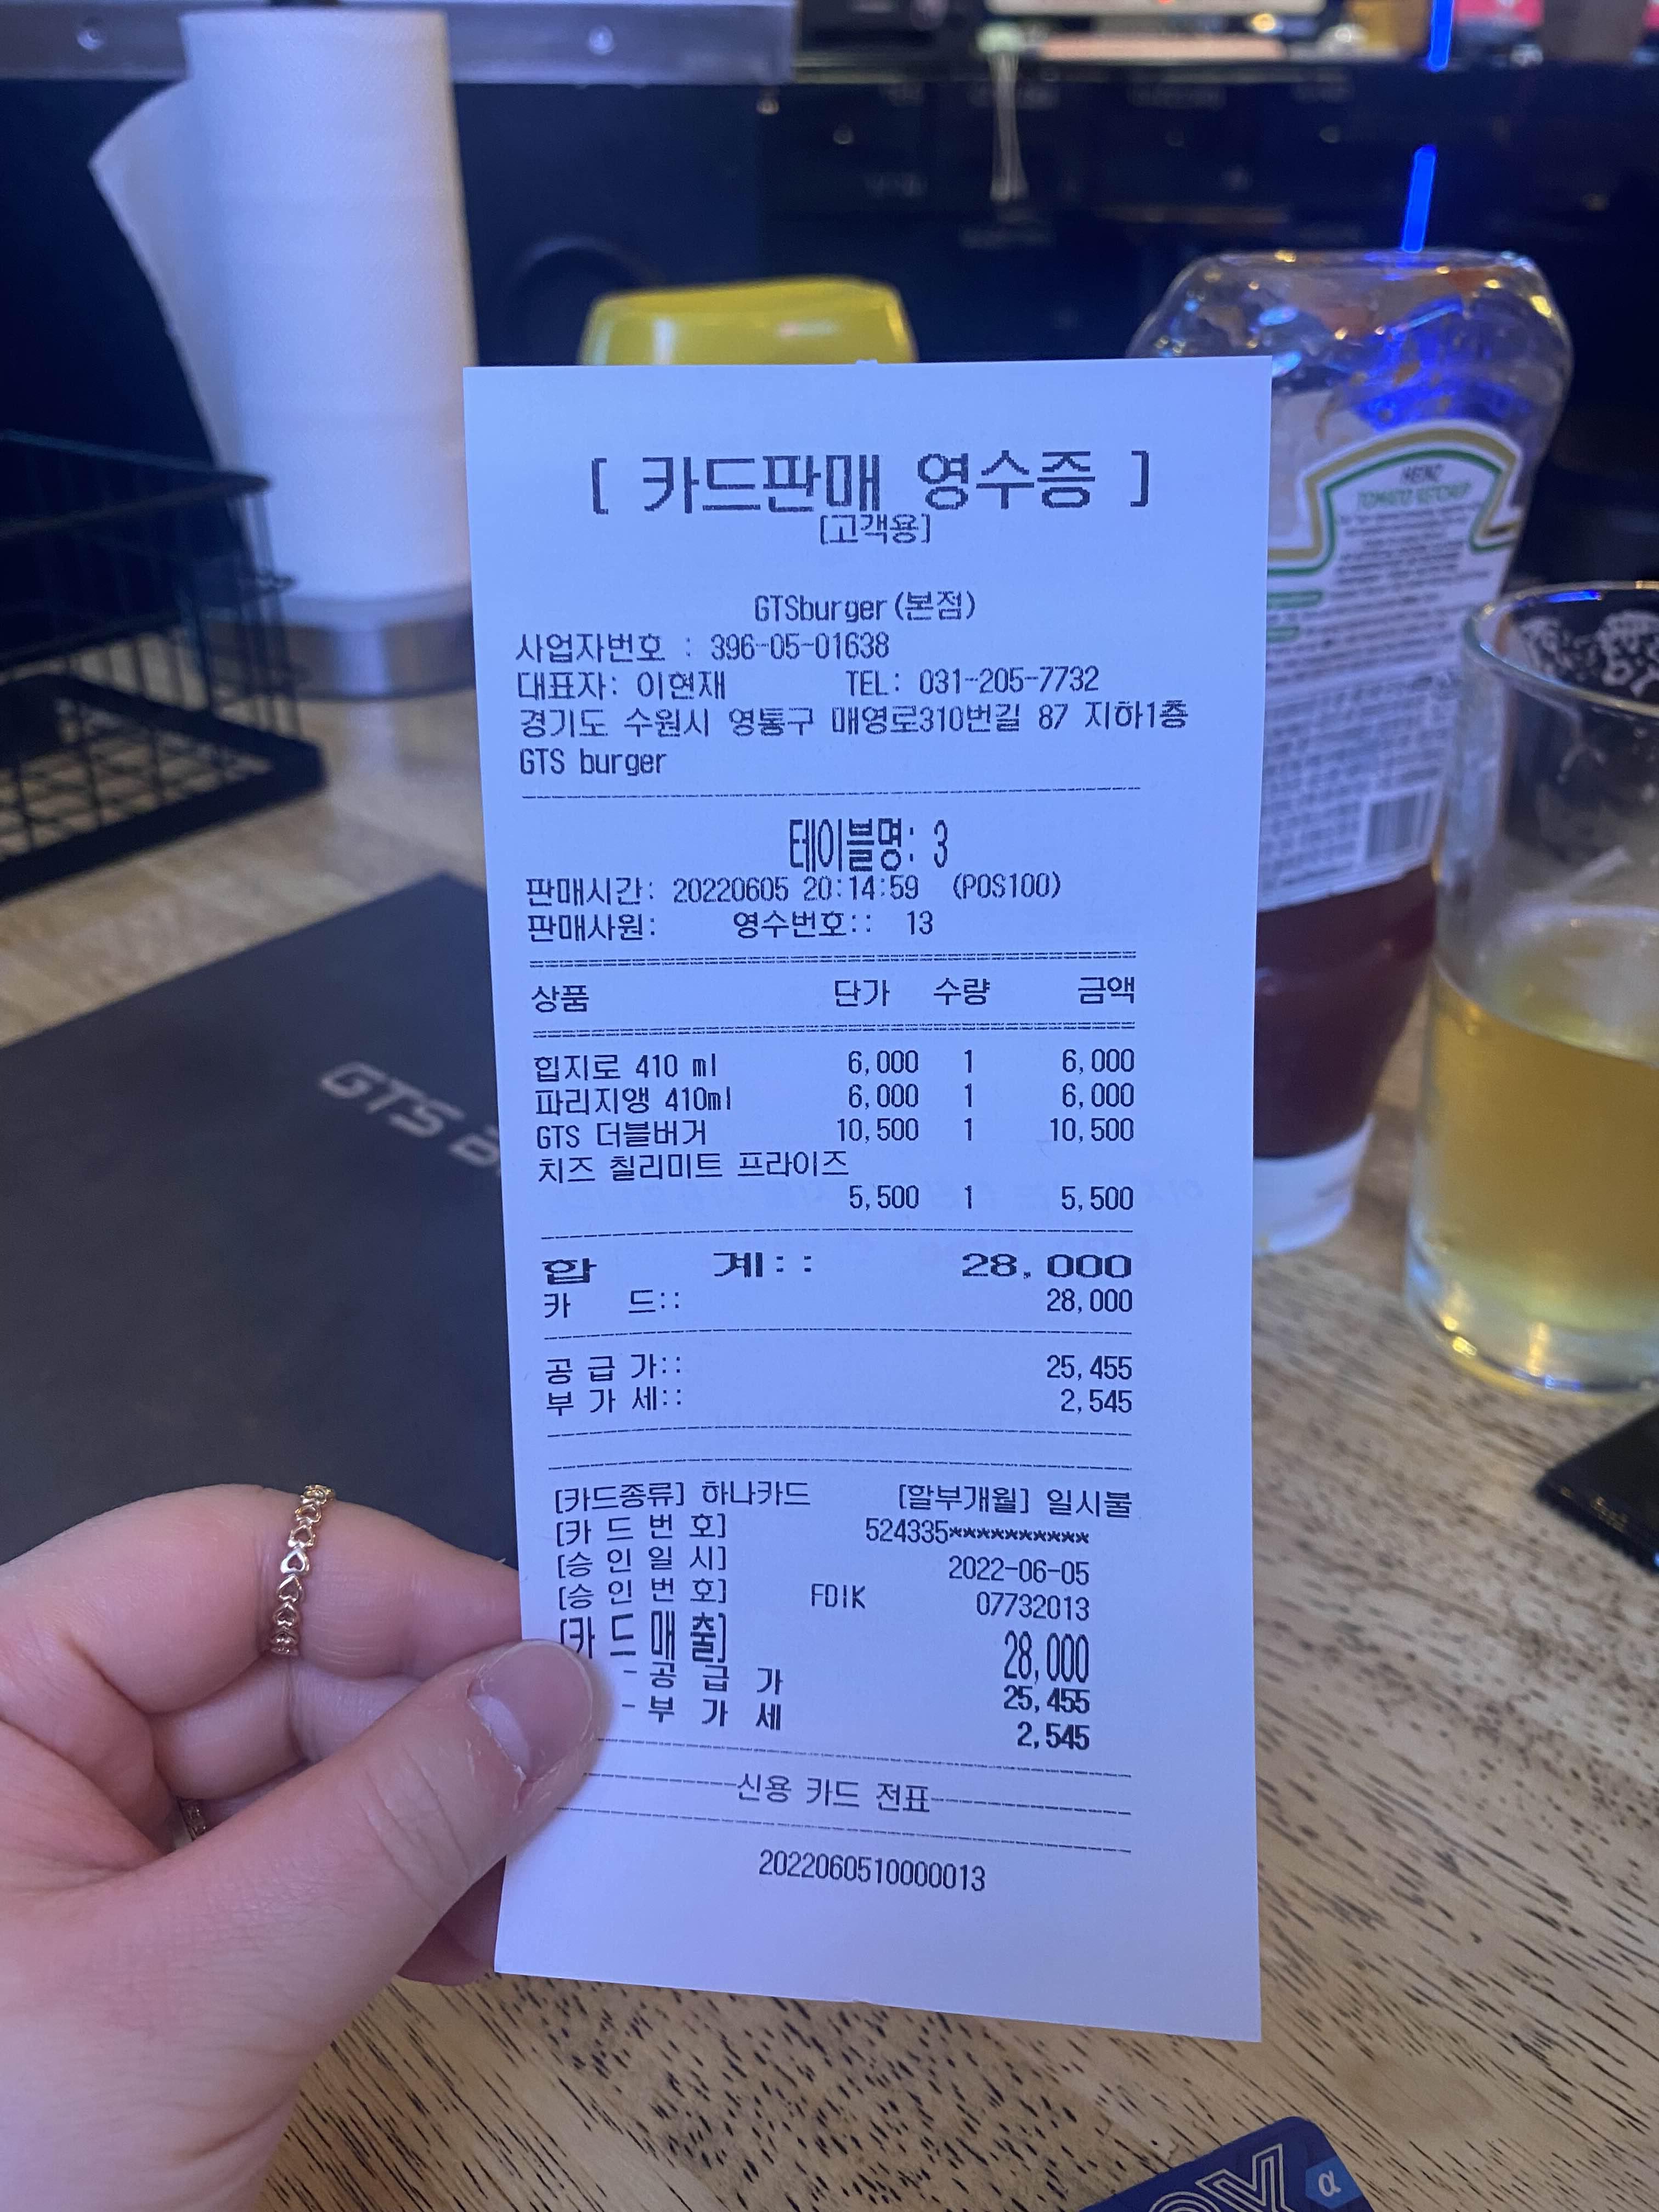 [ 카드판매 영수증 ]
[고객용]
GTSburger(본점)
사업자번호 : 396-05-01638
대표자: 이현재 TEL: 031-205-7732
경기도 수원시 영통구 매영로310번길 87 지하1층
GTS burger
테이블명: 3
판매시간: 20220605 20:14:59 (POS100)
판매사원: 영수번호:: 13
상품 단가 수량 금액
힙지로 410 ml 6,000 1 6,000
파리지앵 410ml 6,000 1 6,000
GTS 더블버거 10,500 1 10,500
치즈 칠리미트 프라이즈
5,500 1 5,500
합 계:: 28,000
카 드:: 28,000
공 급 가:: 25,455
부 가 세:: 2,545
[카드종류] 하나카드 [할부개월] 일시불
[카 드 번 호] 524335**********
[승 인 일 시] 2022-06-05
[승 인 번 호] FDIK 07732013
[카 드 매 출] 28,000
-공 급 가 25,455
-부 가 세 2,545
신용 카드 전표
2022060510000013
HEINZ
TOMATO KETCHUP
GTS
α